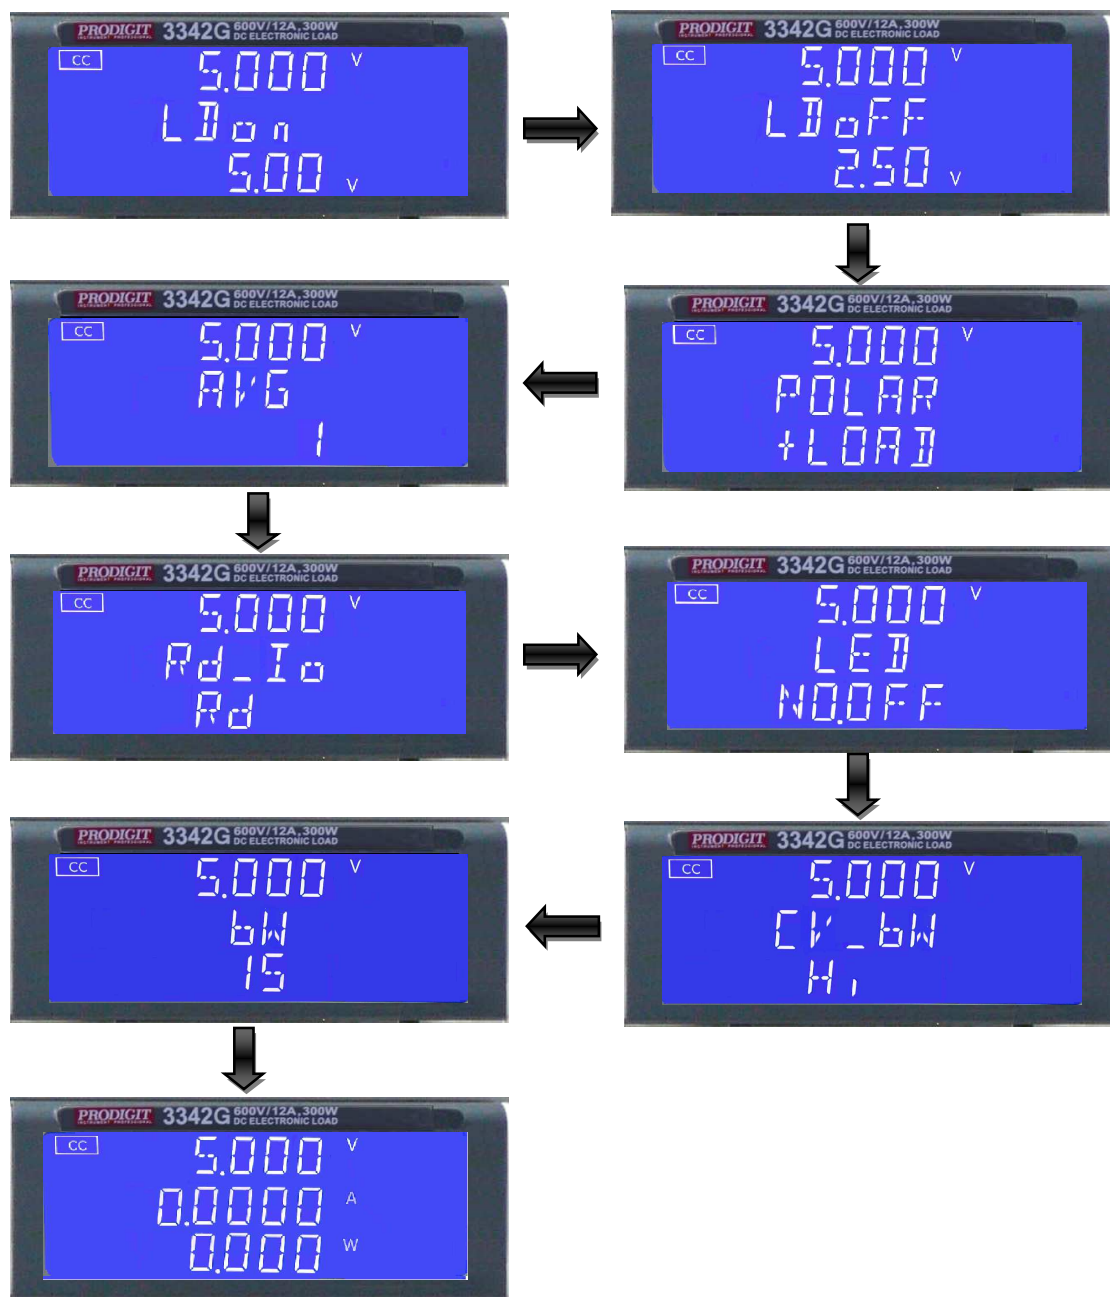 PRODIGIT 3342G 600V/12A,300W
DC ELECTRONIC LOAD
CC 5.000 V
LDon
5.00 V
PRODIGIT 3342G 600V/12A,300W
DC ELECTRONIC LOAD
CC 5.000 V
LDoFF
2.50 V
PRODIGIT 3342G 600V/12A,300W
DC ELECTRONIC LOAD
CC 5.000 V
AVG
1
PRODIGIT 3342G 600V/12A,300W
DC ELECTRONIC LOAD
CC 5.000 V
POLAR
+LOAD
PRODIGIT 3342G 600V/12A,300W
DC ELECTRONIC LOAD
CC 5.000 V
Rd_Io
Rd
PRODIGIT 3342G 600V/12A,300W
DC ELECTRONIC LOAD
CC 5.000 V
LED
NO.OFF
PRODIGIT 3342G 600V/12A,300W
DC ELECTRONIC LOAD
CC 5.000 V
bW
15
PRODIGIT 3342G 600V/12A,300W
DC ELECTRONIC LOAD
CC 5.000 V
CV_bW
Hi
PRODIGIT 3342G 600V/12A,300W
DC ELECTRONIC LOAD
CC 5.000 V
0.0000 A
0.000 W